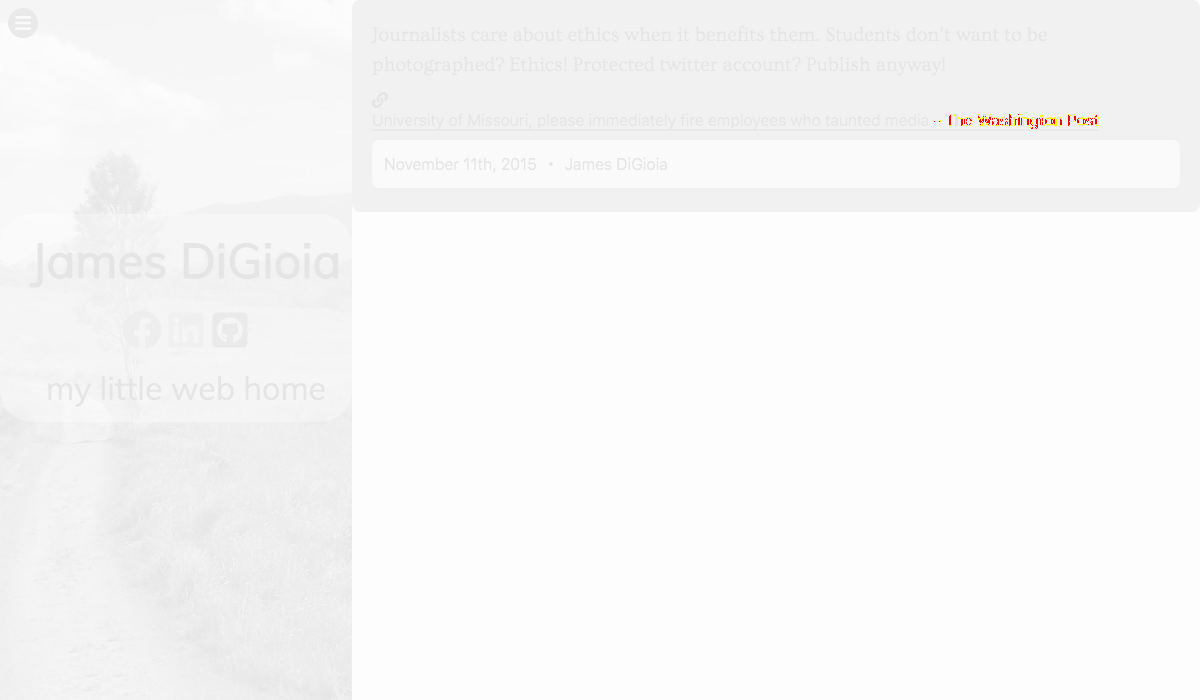 Journalists care about ethics when it benefits them. Students don't want to be
photographed? Ethics! Protected twitter account? Publish anyway!
University of Missouri, please immediately fire employees who taunted media -- The Washington Post
November 11th, 2015 • James DiGioia
James DiGioia
my little web home